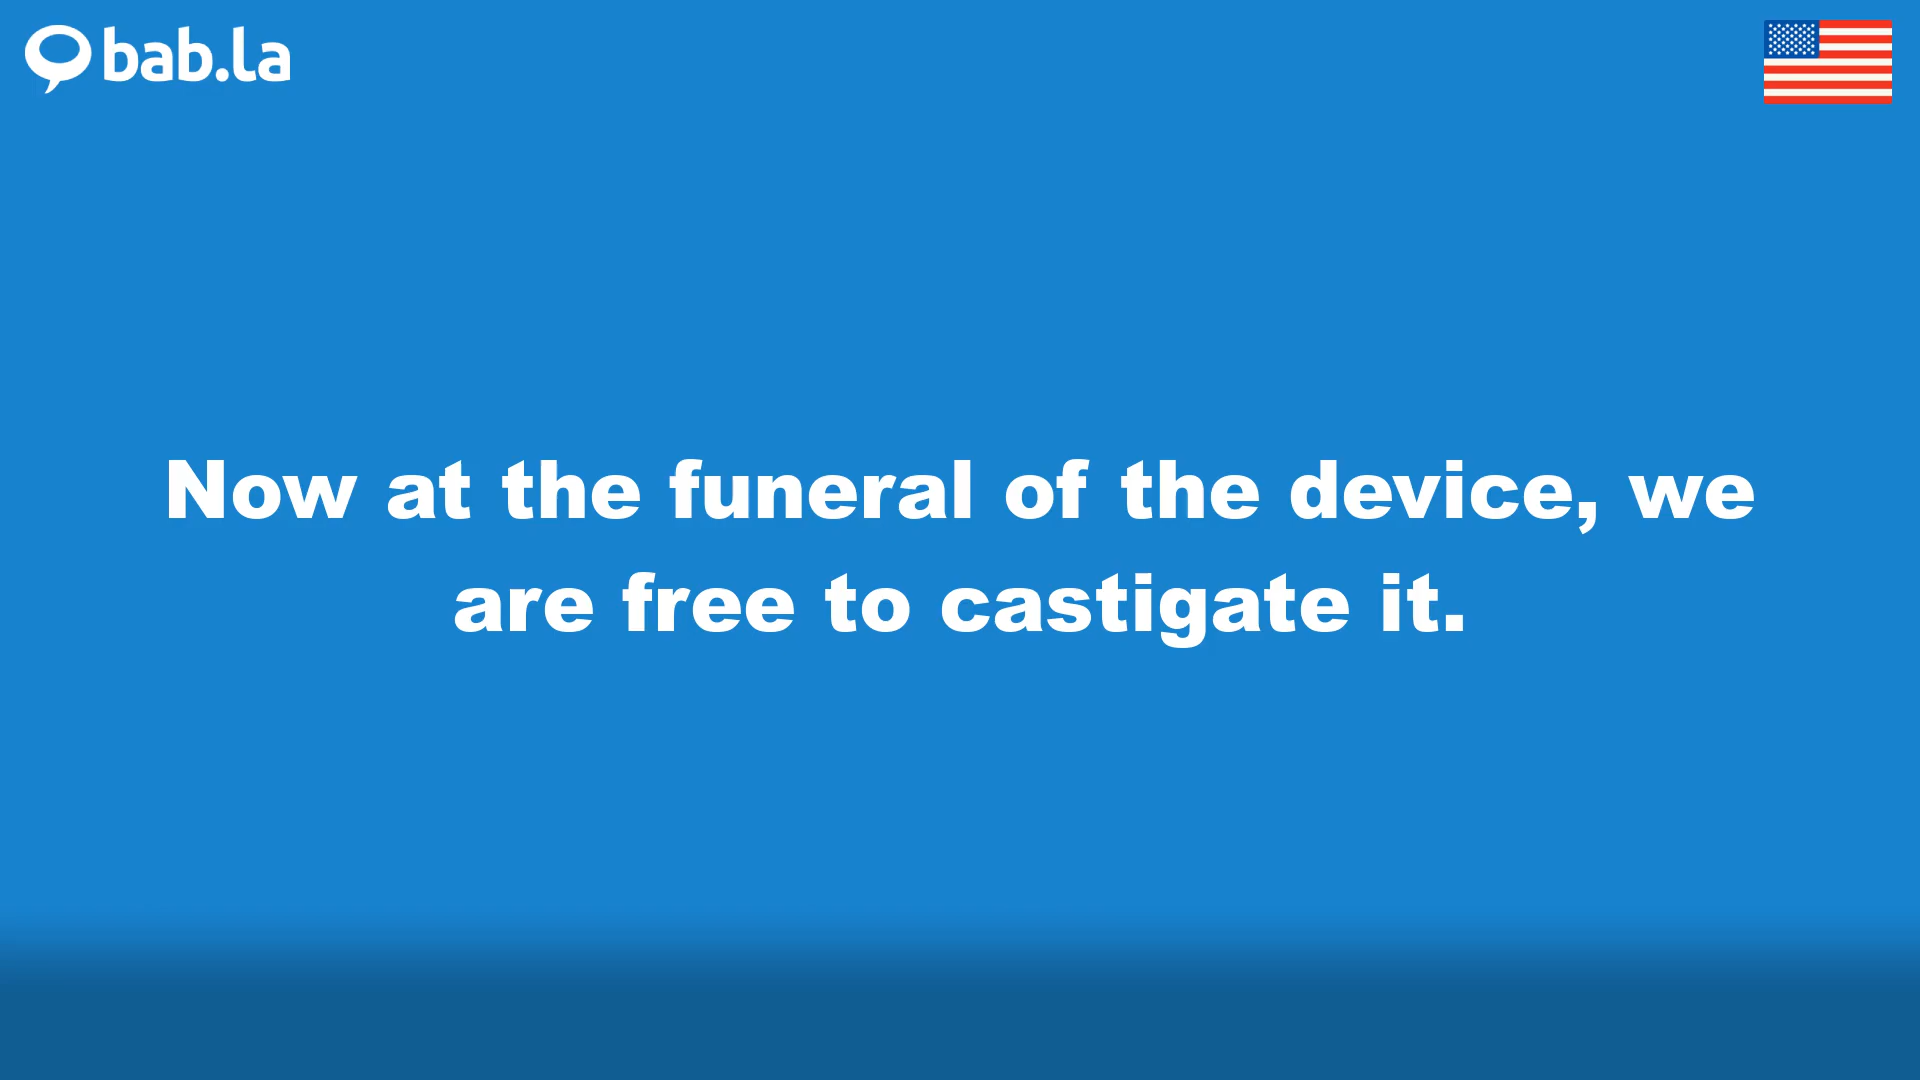 bab.la
Now at the funeral of the device, we
are free to castigate it.